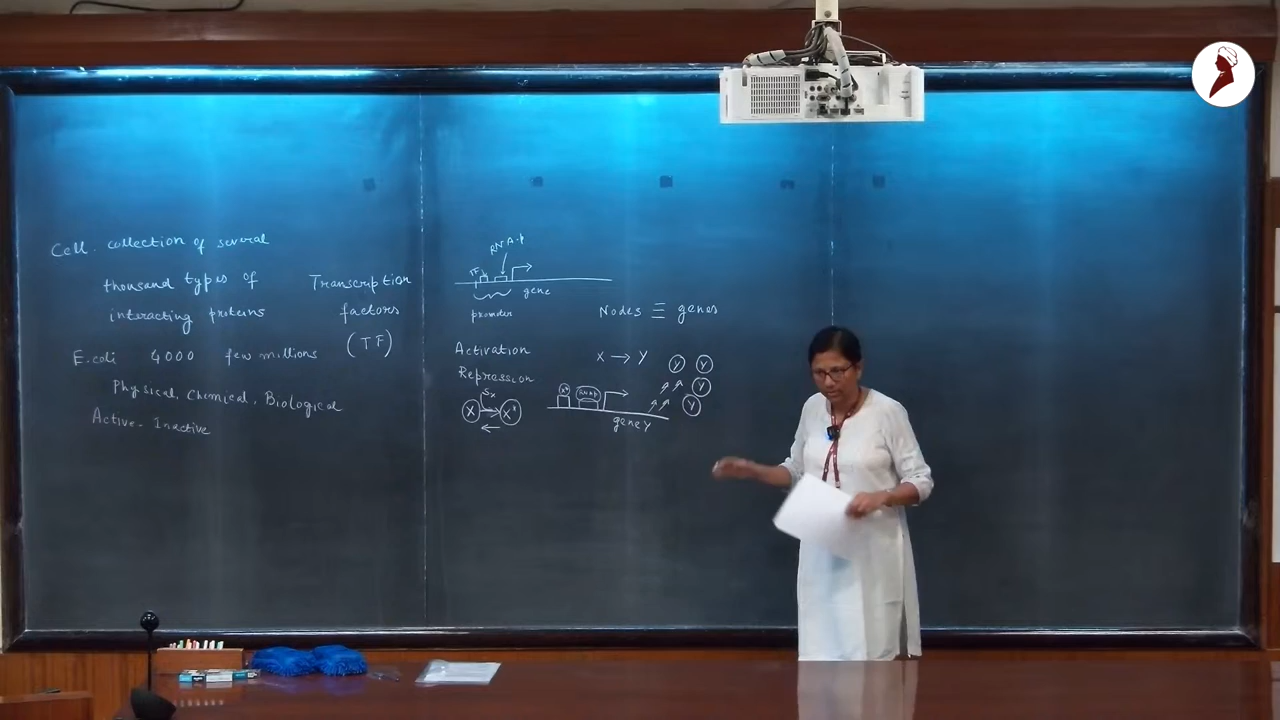 Cell. collection of several
thousand types of
interacting proteins
E.coli 4000 few millions
Physical, Chemical, Biological
Active - Inactive
Transcription
factors
(TF)
RNA-p
TF
gene
promoter
Nodes ≡ genes
Activation
Repression
X → Y
Sx
X X*
X* RNAp
gene Y
Y Y
Y
Y